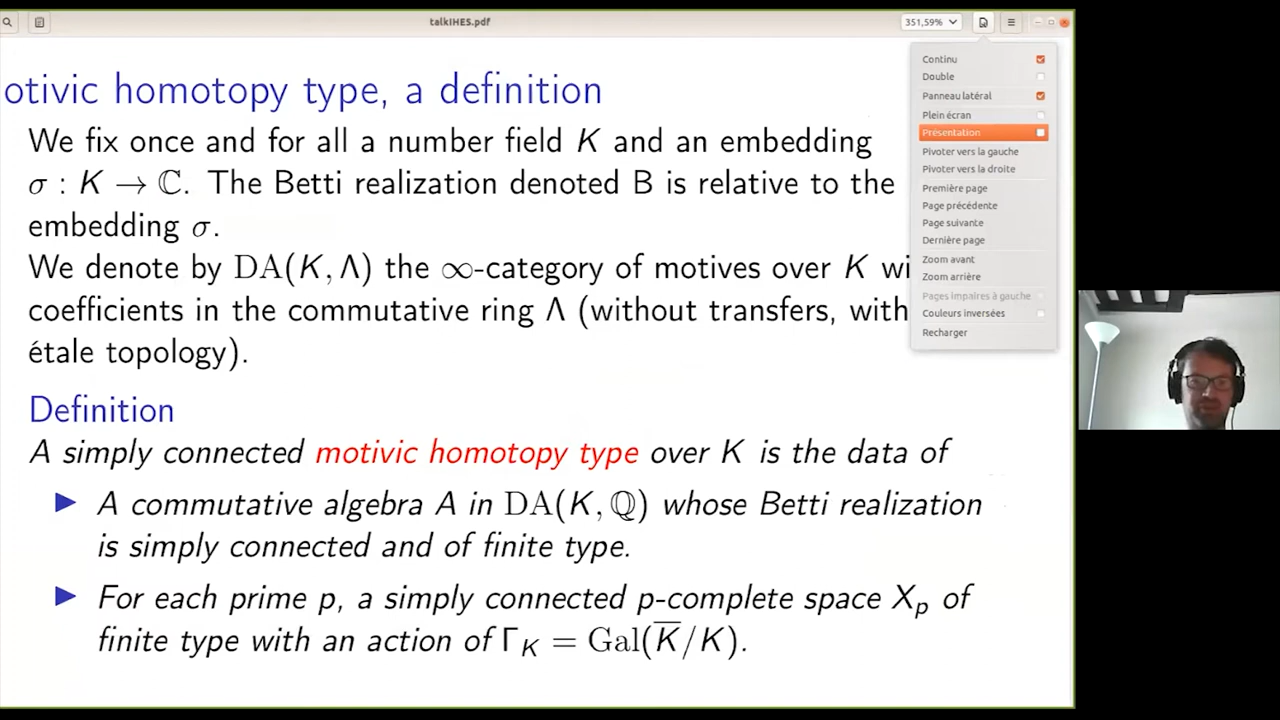 talkIHES.pdf
351,59%
otivic homotopy type, a definition
We fix once and for all a number field K and an embedding
σ : K → ℂ. The Betti realization denoted B is relative to the
embedding σ.
We denote by DA(K, Λ) the ∞-category of motives over K wi
coefficients in the commutative ring Λ (without transfers, with
étale topology).
Definition
A simply connected motivic homotopy type over K is the data of
▶ A commutative algebra A in DA(K, ℚ) whose Betti realization
is simply connected and of finite type.
▶ For each prime p, a simply connected p-complete space X_p of
finite type with an action of Γ_K = Gal(K̅/K).
Continu
Double
Panneau latéral
Plein écran
Présentation
Pivoter vers la gauche
Pivoter vers la droite
Première page
Page précédente
Page suivante
Dernière page
Zoom avant
Zoom arrière
Pages impaires à gauche
Couleurs inversées
Recharger